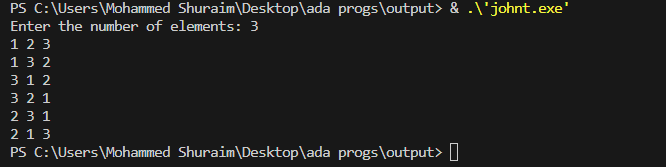 PS C:\Users\Mohammed Shuraim\Desktop\ada progs\output> & .\'johnt.exe'
Enter the number of elements: 3
1 2 3
1 3 2
3 1 2
3 2 1
2 3 1
2 1 3
PS C:\Users\Mohammed Shuraim\Desktop\ada progs\output>